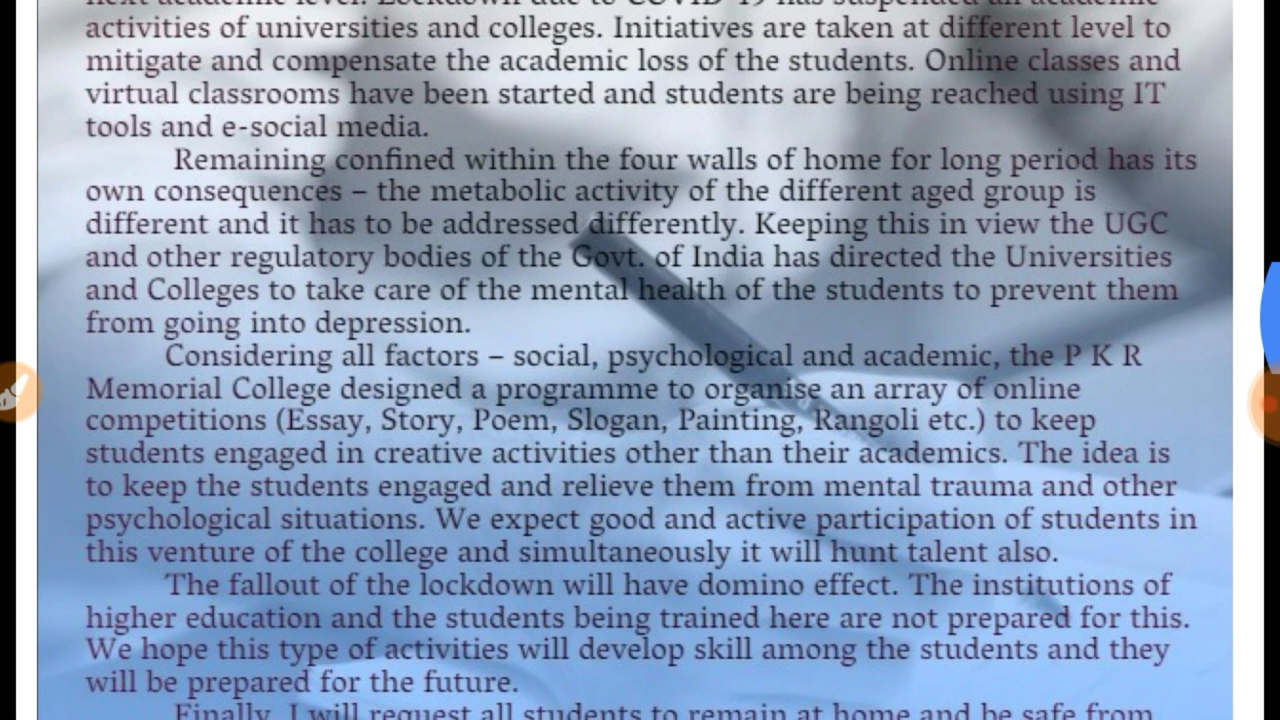 next academic level. Lockdown due to COVID-19 has suspended all academic
activities of universities and colleges. Initiatives are taken at different level to
mitigate and compensate the academic loss of the students. Online classes and
virtual classrooms have been started and students are being reached using IT
tools and e-social media.
Remaining confined within the four walls of home for long period has its
own consequences – the metabolic activity of the different aged group is
different and it has to be addressed differently. Keeping this in view the UGC
and other regulatory bodies of the Govt. of India has directed the Universities
and Colleges to take care of the mental health of the students to prevent them
from going into depression.
Considering all factors – social, psychological and academic, the P K R
Memorial College designed a programme to organise an array of online
competitions (Essay, Story, Poem, Slogan, Painting, Rangoli etc.) to keep
students engaged in creative activities other than their academics. The idea is
to keep the students engaged and relieve them from mental trauma and other
psychological situations. We expect good and active participation of students in
this venture of the college and simultaneously it will hunt talent also.
The fallout of the lockdown will have domino effect. The institutions of
higher education and the students being trained here are not prepared for this.
We hope this type of activities will develop skill among the students and they
will be prepared for the future.
Finally, I will request all students to remain at home and be safe from